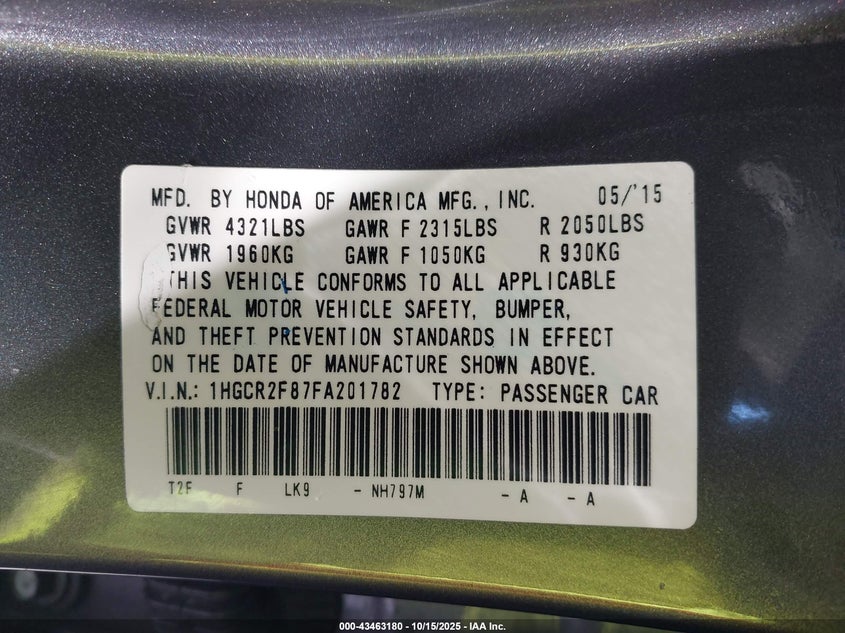 MFD. BY HONDA OF AMERICA MFG., INC. 05/'15
GVWR 4321LBS GAWR F 2315LBS R 2050LBS
GVWR 1960KG GAWR F 1050KG R 930KG
THIS VEHICLE CONFORMS TO ALL APPLICABLE
FEDERAL MOTOR VEHICLE SAFETY, BUMPER,
AND THEFT PREVENTION STANDARDS IN EFFECT
ON THE DATE OF MANUFACTURE SHOWN ABOVE.
V.I.N.: 1HGCR2F87FA201782 TYPE: PASSENGER CAR
T2F F LK9 - NH797M - A - A
000-43463180 - 10/15/2025 - IAA Inc.